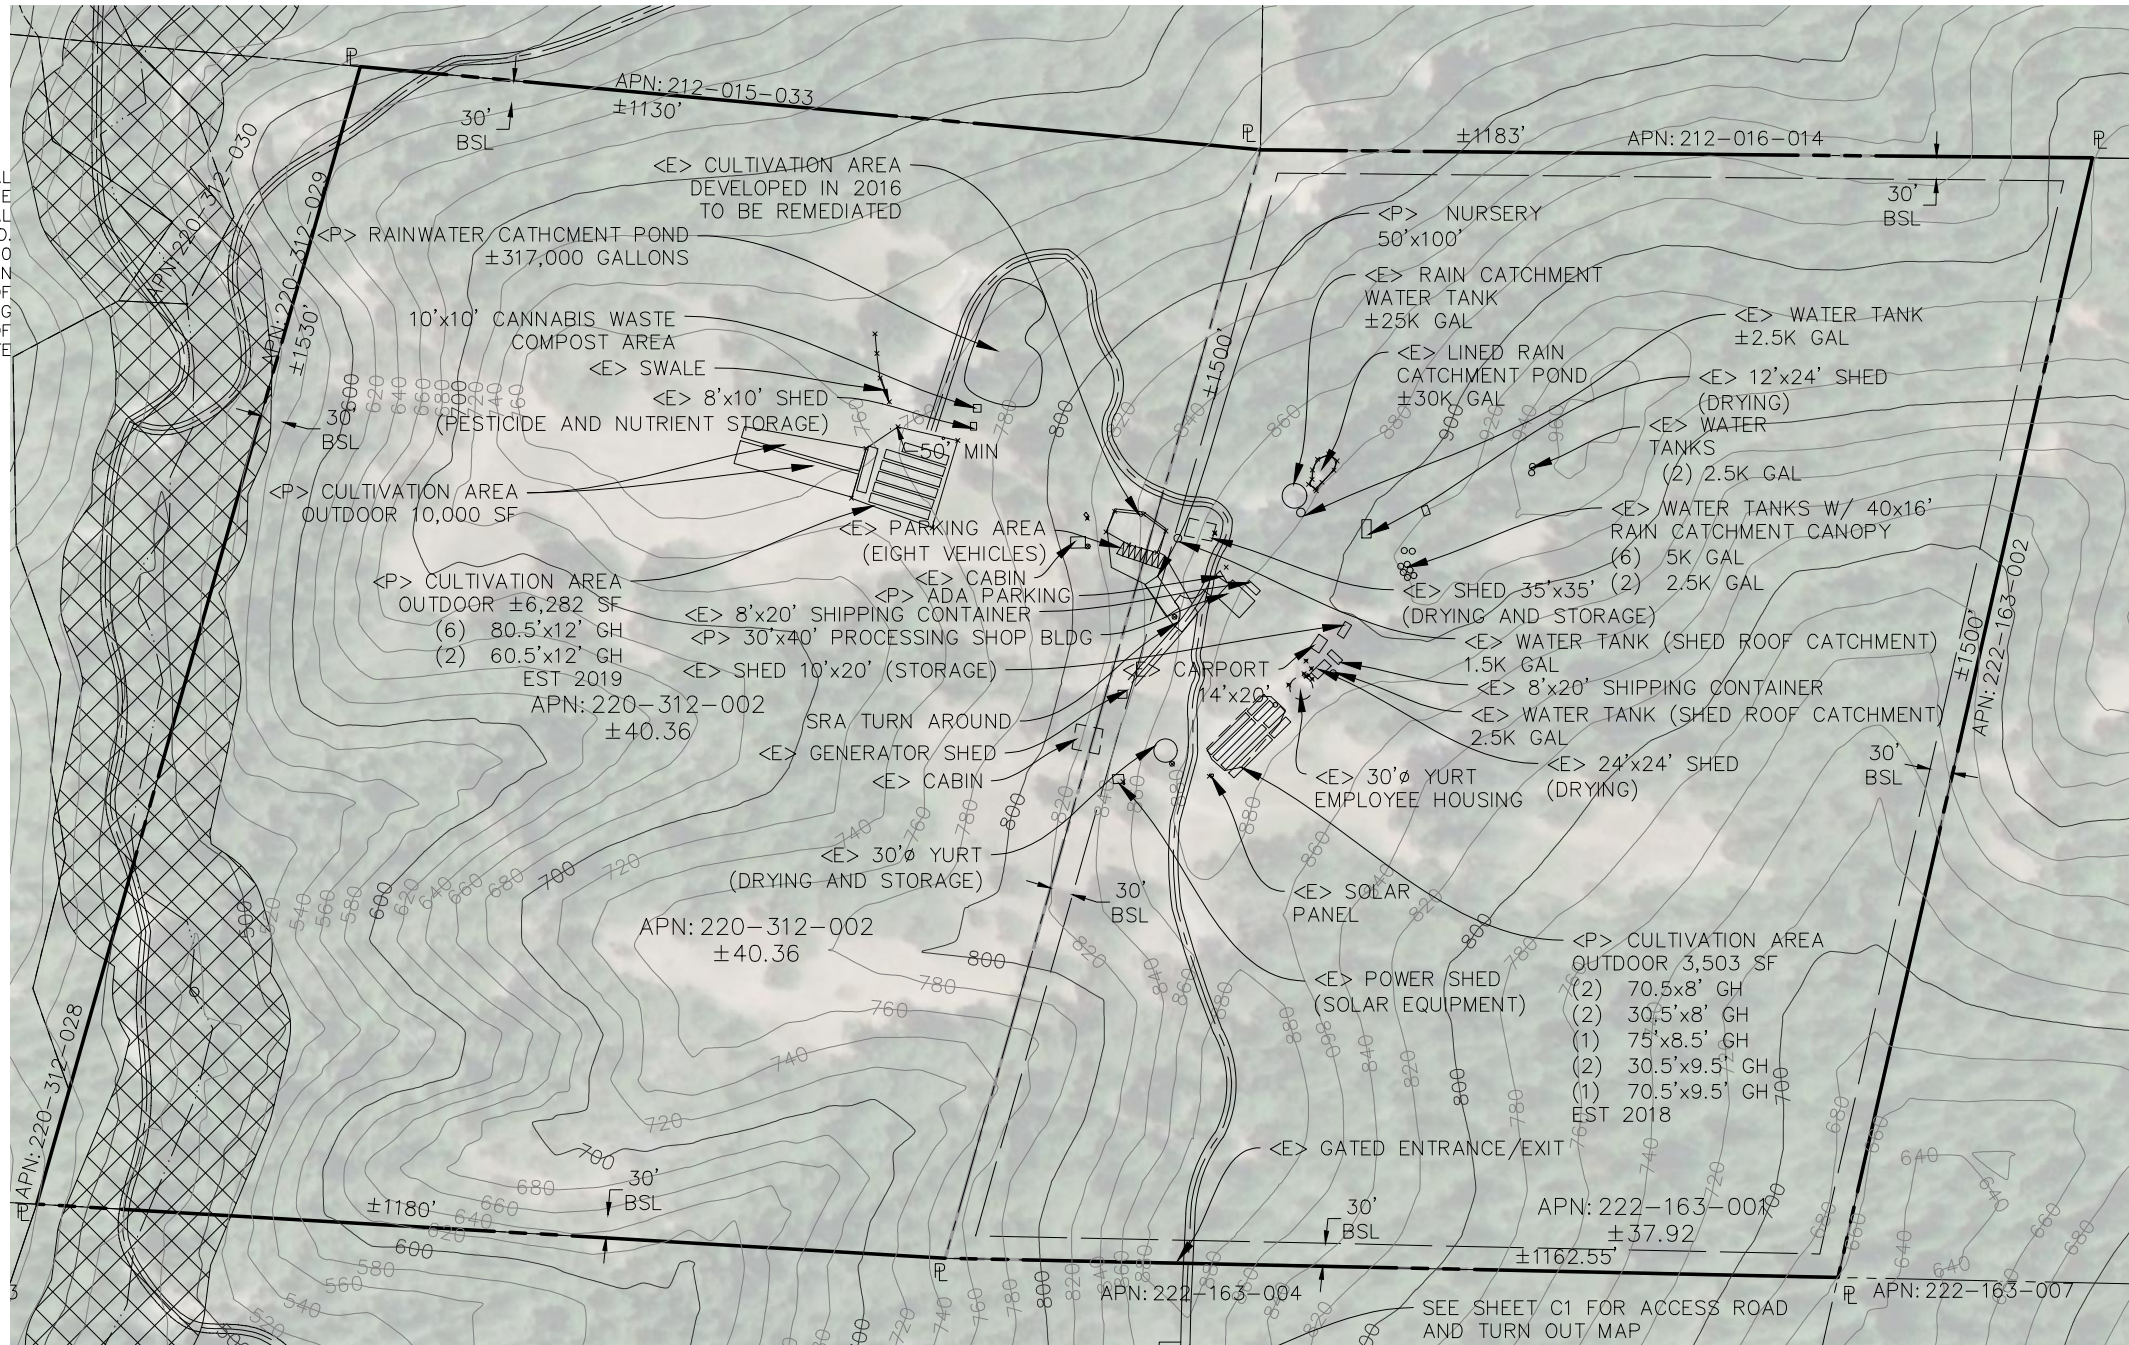 APN: 212-015-033
±1130'
30'
BSL
±1183'
APN: 212-016-014
30'
BSL
APN: 220-312-030
APN: 220-312-029
APN: 220-312-029
±1530'
30'
BSL
<E> CULTIVATION AREA
DEVELOPED IN 2016
TO BE REMEDIATED
<P> RAINWATER CATHCMENT POND
±317,000 GALLONS
10'x10' CANNABIS WASTE
COMPOST AREA
<E> SWALE
<E> 8'x10' SHED
(PESTICIDE AND NUTRIENT STORAGE)
50' MIN
<P> CULTIVATION AREA
OUTDOOR 10,000 SF
<E> PARKING AREA
(EIGHT VEHICLES)
<E> CABIN
<P> ADA PARKING
<P> CULTIVATION AREA
OUTDOOR ±6,282 SF
(6) 80.5'x12' GH
(2) 60.5'x12' GH
EST 2019
APN: 220-312-002
±40.36
<E> 8'x20' SHIPPING CONTAINER
<P> 30'x40' PROCESSING SHOP BLDG
<E> SHED 10'x20' (STORAGE)
<E> CARPORT
14'x20'
SRA TURN AROUND
<E> GENERATOR SHED
<E> CABIN
<E> 30'ø YURT
(DRYING AND STORAGE)
APN: 220-312-002
±40.36
<P> NURSERY
50'x100'
<E> RAIN CATCHMENT
WATER TANK
±25K GAL
<E> LINED RAIN
CATCHMENT POND
±30K GAL
±1500'
<E> WATER TANK
±2.5K GAL
<E> 12'x24' SHED
(DRYING)
<E> WATER
TANKS
(2) 2.5K GAL
<E> WATER TANKS W/ 40x16'
RAIN CATCHMENT CANOPY
(6) 5K GAL
(2) 2.5K GAL
<E> SHED 35'x35'
(DRYING AND STORAGE)
<E> WATER TANK (SHED ROOF CATCHMENT)
1.5K GAL
<E> 8'x20' SHIPPING CONTAINER
<E> WATER TANK (SHED ROOF CATCHMENT)
2.5K GAL
<E> 24'x24' SHED
(DRYING)
<E> 30'ø YURT
EMPLOYEE HOUSING
±1500'
APN: 222-163-002
30'
BSL
30'
BSL
<E> SOLAR
PANEL
<E> POWER SHED
(SOLAR EQUIPMENT)
<P> CULTIVATION AREA
OUTDOOR 3,503 SF
(2) 70.5x8' GH
(2) 30.5'x8' GH
(1) 75'x8.5' GH
(2) 30.5'x9.5' GH
(1) 70.5'x9.5' GH
EST 2018
<E> GATED ENTRANCE/EXIT
APN: 220-312-028
±1180'
30'
BSL
30'
BSL
APN: 222-163-001
±37.92
±1162.55'
APN: 222-163-004
APN: 222-163-007
SEE SHEET C1 FOR ACCESS ROAD
AND TURN OUT MAP